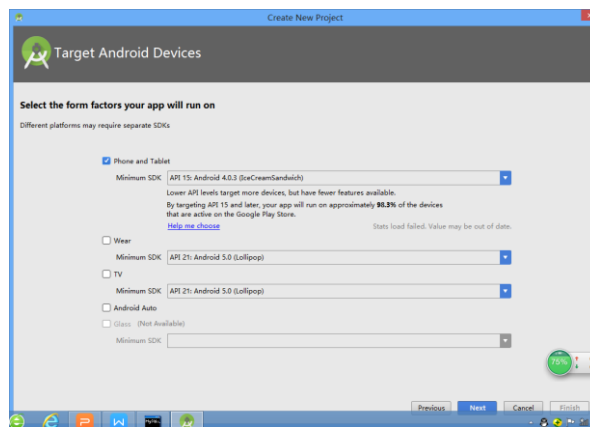 Create New Project
Target Android Devices
Select the form factors your app will run on
Different platforms may require separate SDKs
Phone and Tablet
Minimum SDK API 15: Android 4.0.3 (IceCreamSandwich)
Lower API levels target more devices, but have fewer features available.
By targeting API 15 and later, your app will run on approximately 98.3% of the devices
that are active on the Google Play Store.
Help me choose Stats load failed. Value may be out of date.
Wear
Minimum SDK API 21: Android 5.0 (Lollipop)
TV
Minimum SDK API 21: Android 5.0 (Lollipop)
Android Auto
Glass (Not Available)
Minimum SDK
75%
Previous Next Cancel Finish